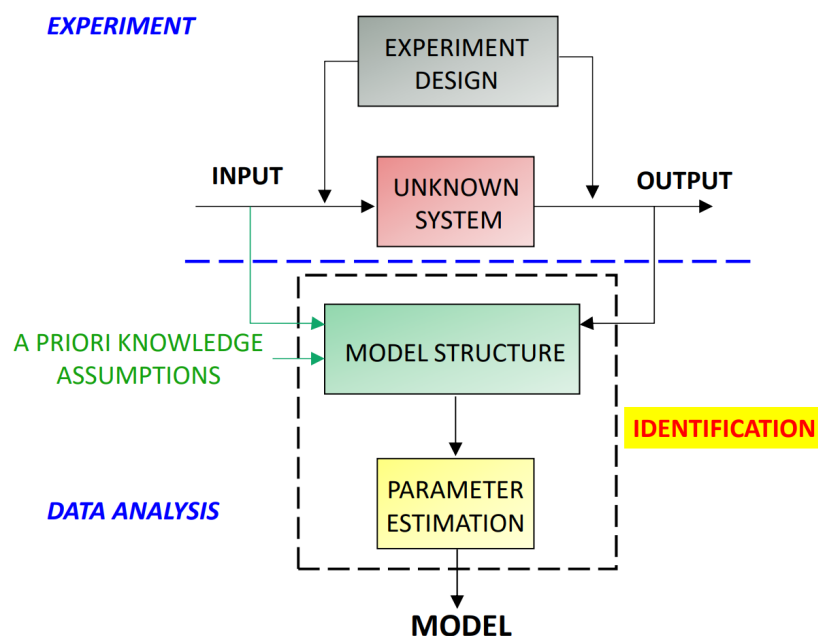 EXPERIMENT
EXPERIMENT
DESIGN
INPUT
UNKNOWN
SYSTEM
OUTPUT
A PRIORI KNOWLEDGE
ASSUMPTIONS
MODEL STRUCTURE
IDENTIFICATION
DATA ANALYSIS
PARAMETER
ESTIMATION
MODEL